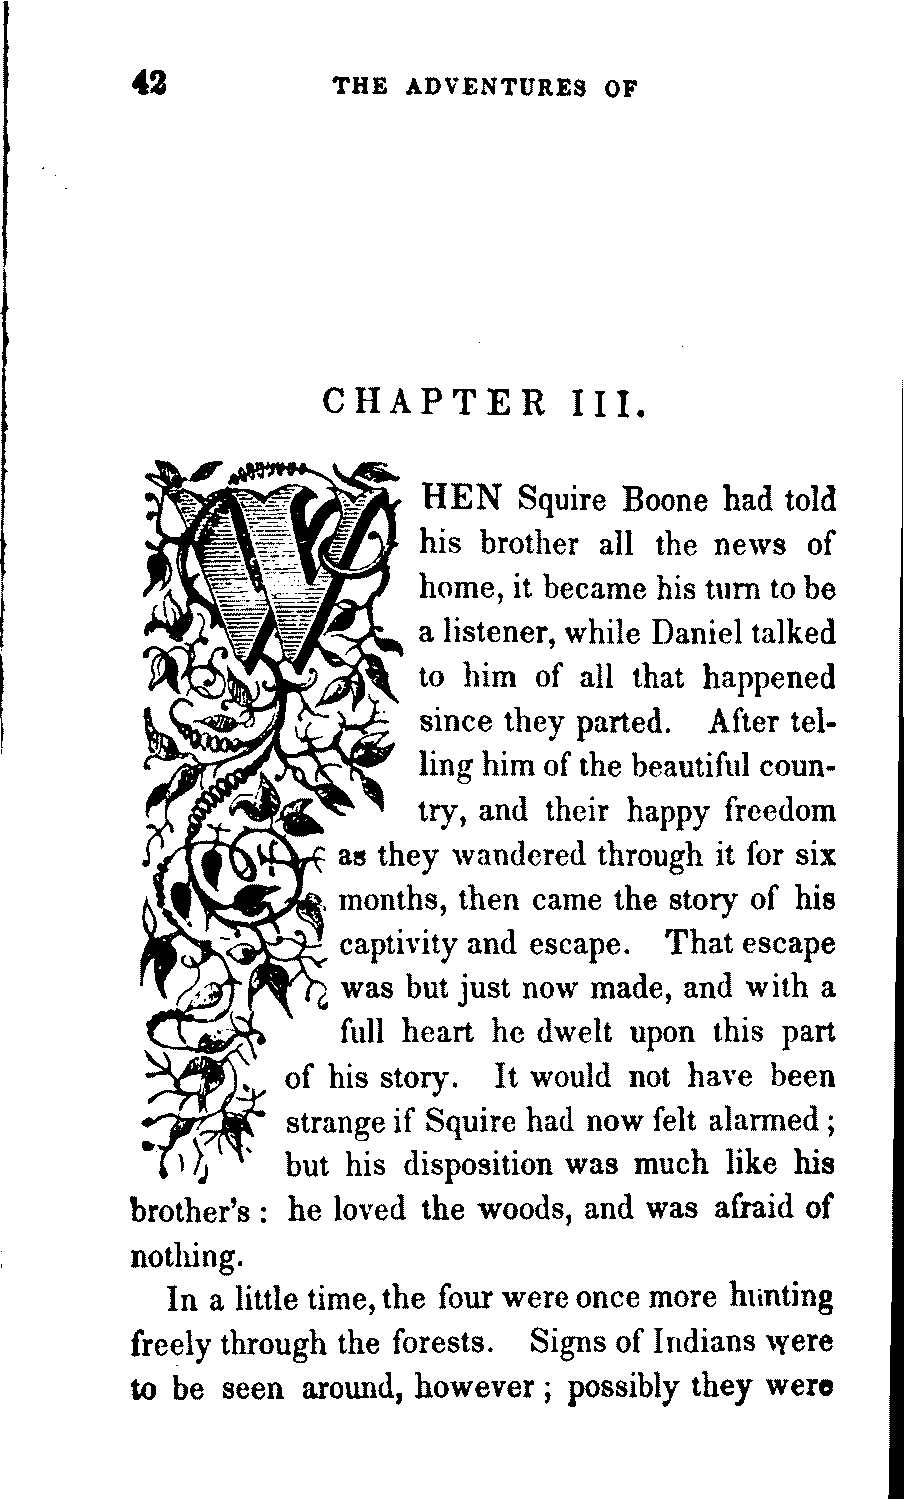 42 THE ADVENTURES OF
CHAPTER III.
WHEN Squire Boone had told
his brother all the news of
home, it became his turn to be
a listener, while Daniel talked
to him of all that happened
since they parted. After tel-
ling him of the beautiful coun-
try, and their happy freedom
as they wandered through it for six
months, then came the story of his
captivity and escape. That escape
was but just now made, and with a
full heart he dwelt upon this part
of his story. It would not have been
strange if Squire had now felt alarmed ;
but his disposition was much like his
brother's : he loved the woods, and was afraid of
nothing.
In a little time, the four were once more hunting
freely through the forests. Signs of Indians were
to be seen around, however ; possibly they were